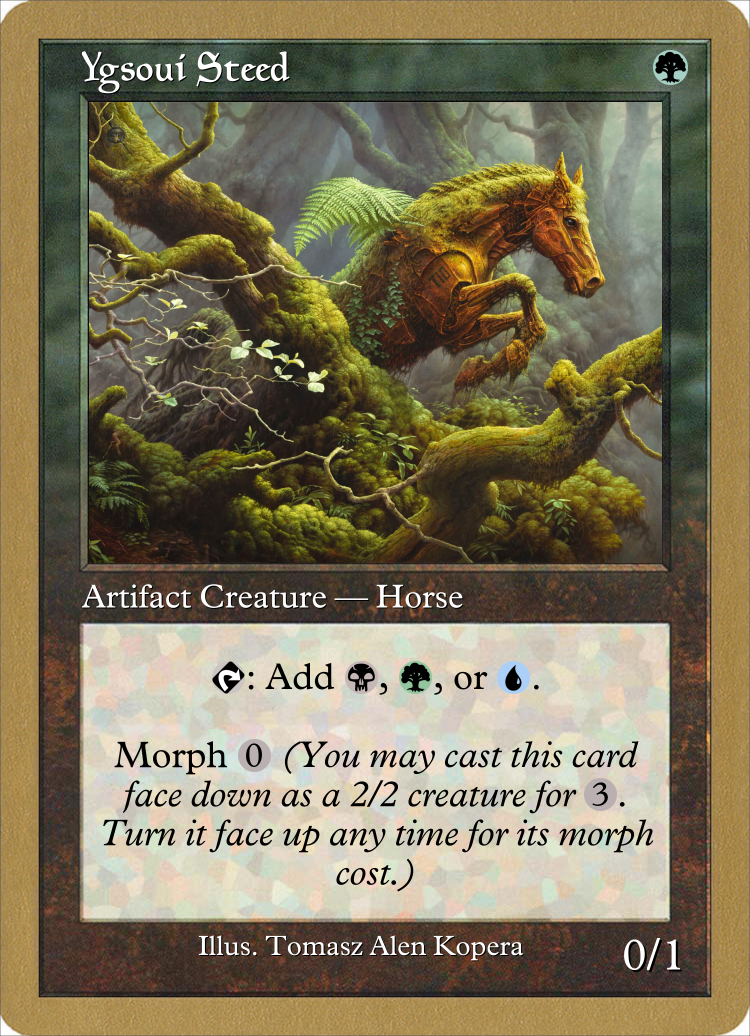 Ygsoui Steed
Artifact Creature — Horse
: Add , , or .
Morph 0 (You may cast this card
face down as a 2/2 creature for 3.
Turn it face up any time for its morph
cost.)
Illus. Tomasz Alen Kopera
0/1